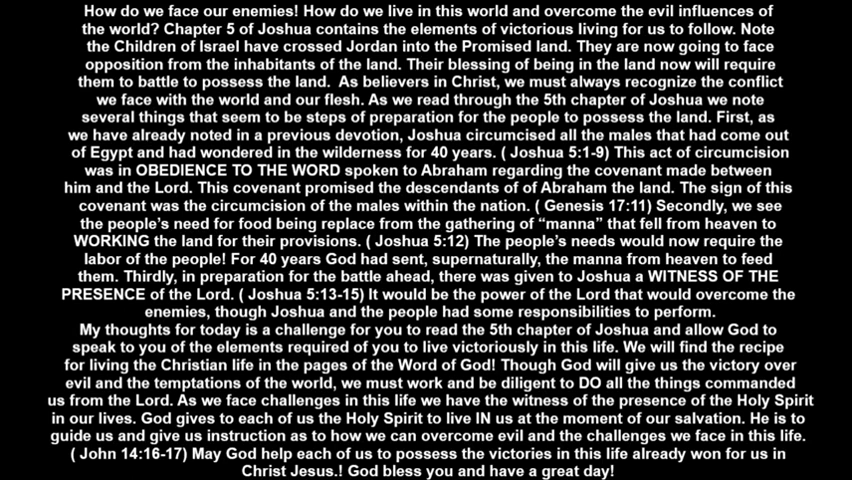 How do we face our enemies! How do we live in this world and overcome the evil influences of
the world? Chapter 5 of Joshua contains the elements of victorious living for us to follow. Note
the Children of Israel have crossed Jordan into the Promised land. They are now going to face
opposition from the inhabitants of the land. Their blessing of being in the land now will require
them to battle to possess the land.  As believers in Christ, we must always recognize the conflict
we face with the world and our flesh. As we read through the 5th chapter of Joshua we note
several things that seem to be steps of preparation for the people to possess the land. First, as
we have already noted in a previous devotion, Joshua circumcised all the males that had come out
of Egypt and had wondered in the wilderness for 40 years. ( Joshua 5:1-9) This act of circumcision
was in OBEDIENCE TO THE WORD spoken to Abraham regarding the covenant made between
him and the Lord. This covenant promised the descendants of of Abraham the land. The sign of this
covenant was the circumcision of the males within the nation. ( Genesis 17:11) Secondly, we see
the people's need for food being replace from the gathering of “manna” that fell from heaven to
WORKING the land for their provisions. ( Joshua 5:12) The people's needs would now require the
labor of the people! For 40 years God had sent, supernaturally, the manna from heaven to feed
them. Thirdly, in preparation for the battle ahead, there was given to Joshua a WITNESS OF THE
PRESENCE of the Lord. ( Joshua 5:13-15) It would be the power of the Lord that would overcome the
enemies, though Joshua and the people had some responsibilities to perform.
My thoughts for today is a challenge for you to read the 5th chapter of Joshua and allow God to
speak to you of the elements required of you to live victoriously in this life. We will find the recipe
for living the Christian life in the pages of the Word of God! Though God will give us the victory over
evil and the temptations of the world, we must work and be diligent to DO all the things commanded
us from the Lord. As we face challenges in this life we have the witness of the presence of the Holy Spirit
in our lives. God gives to each of us the Holy Spirit to live IN us at the moment of our salvation. He is to
guide us and give us instruction as to how we can overcome evil and the challenges we face in this life.
( John 14:16-17) May God help each of us to possess the victories in this life already won for us in
Christ Jesus.! God bless you and have a great day!